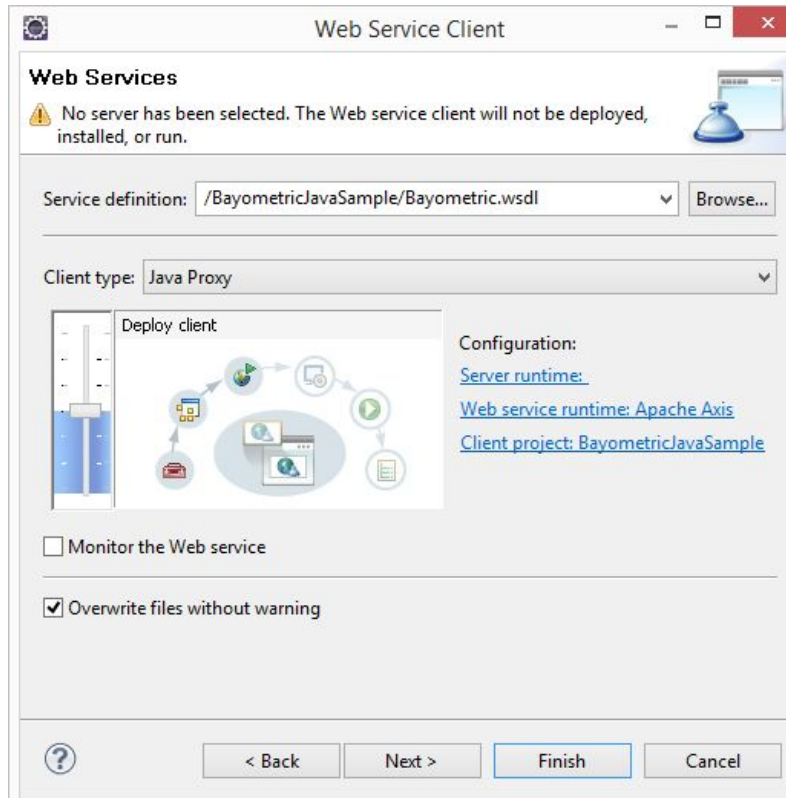 Web Service Client
Web Services
No server has been selected. The Web service client will not be deployed,
installed, or run.
Service definition: /BayometricJavaSample/Bayometric.wsdl Browse...
Client type: Java Proxy
Deploy client
Configuration:
Server runtime:
Web service runtime: Apache Axis
Client project: BayometricJavaSample
Monitor the Web service
Overwrite files without warning
? < Back Next > Finish Cancel